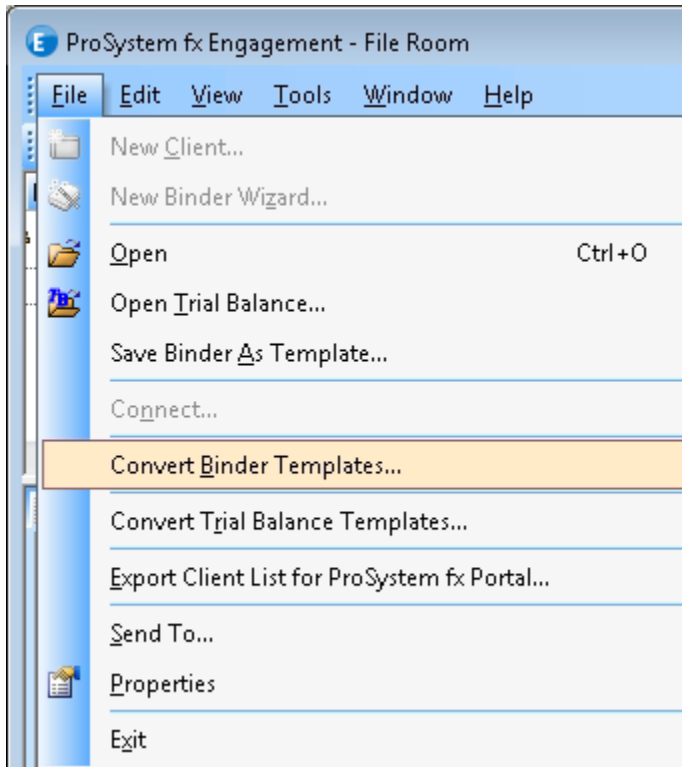 ProSystem fx Engagement - File Room
File Edit View Tools Window Help
New Client...
New Binder Wizard...
Open Ctrl+O
Open Trial Balance...
Save Binder As Template...
Connect...
Convert Binder Templates...
Convert Trial Balance Templates...
Export Client List for ProSystem fx Portal...
Send To...
Properties
Exit